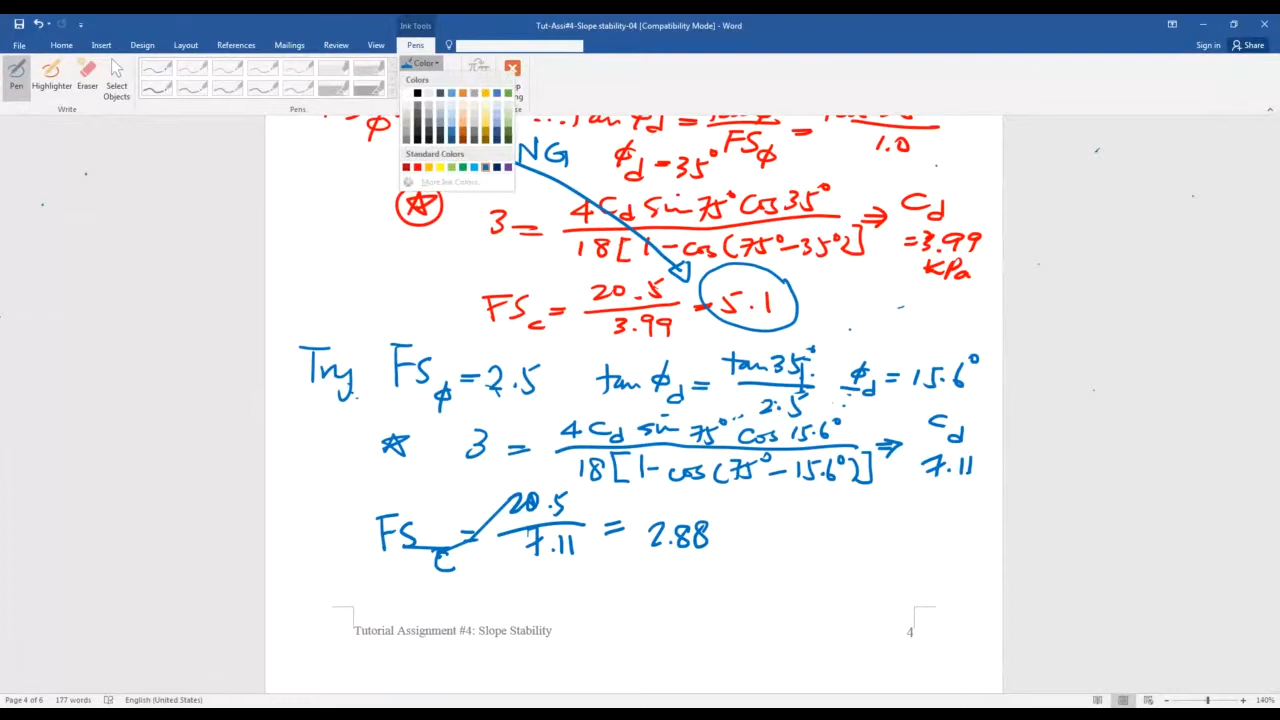 Ink Tools
Tut-Assi#4-Slope stability-04 [Compatibility Mode] - Word
File Home Insert Design Layout References Mailings Review View Pens Sign in Share
Color
Pen Highlighter Eraser Select Objects
Write Pens
Colors
Standard Colors
More Ink Colors...
φ ... tan φd = FSφ = 1.0
NG φd = 35°
3 = 4 Cd sin 75° cos 35° / 18[1 - cos(75° - 35°)] ⇒ Cd = 3.99 KPa
FSc = 20.5 / 3.99 = 5.1
Try FSφ = 2.5 tan φd = tan 35° / 2.5 φd = 15.6°
3 = 4 Cd sin 75° cos 15.6° / 18[1 - cos(75° - 15.6°)] ⇒ Cd 7.11
FSc = 20.5 / 7.11 = 2.88
Tutorial Assignment #4: Slope Stability 4
Page 4 of 6 177 words English (United States) 140%